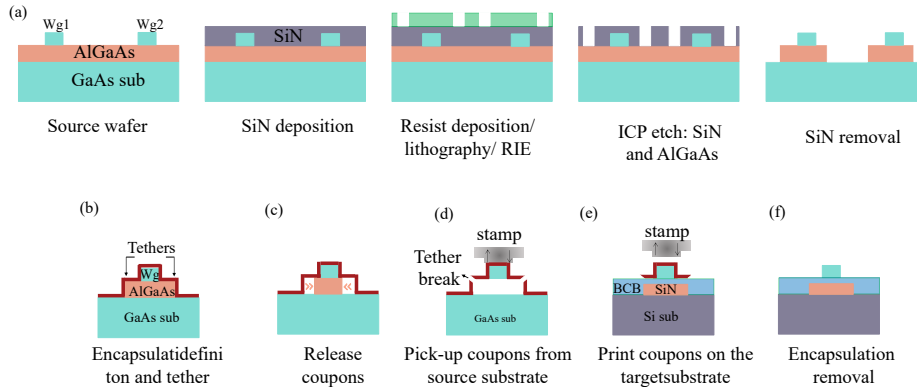 (a)
Wg1
Wg2
AlGaAs
GaAs sub
Source wafer
SiN
SiN deposition
Resist deposition/
lithography/ RIE
ICP etch: SiN
and AlGaAs
SiN removal
(b)
Tethers
Wg
AlGaAs
GaAs sub
Encapsulatidefini
ton and tether
(c)
Release
coupons
(d)
stamp
Tether
break
GaAs sub
Pick-up coupons from
source substrate
(e)
stamp
BCB
SiN
Si sub
Print coupons on the
targetsubstrate
(f)
Encapsulation
removal